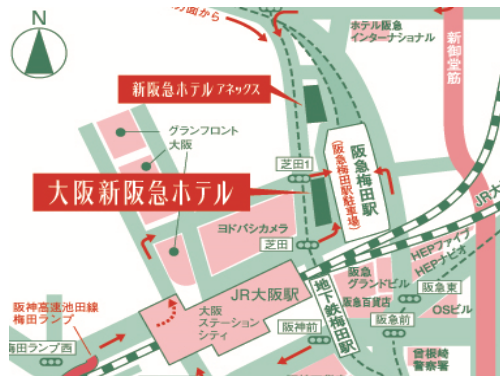 方面から
N
ホテル阪急
インターナショナル
新御堂筋
新阪急ホテル アネックス
グランフロント
大阪
芝田1
阪急梅田駅
(阪急梅田駅駐車場)
大阪新阪急ホテル
ヨドバシカメラ
芝田
JR大阪
HEPファイブ
HEPナビオ
阪急
グランドビル
阪急東
JR大阪駅
大阪
ステーション
シティ
地下鉄梅田駅
阪急百貨店
OSビル
阪神高速池田線
梅田ランプ
阪神前
阪急前
梅田ランプ西
曽根崎
警察署